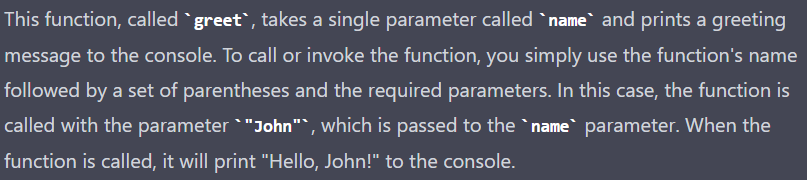 This function, called `greet`, takes a single parameter called `name` and prints a greeting
message to the console. To call or invoke the function, you simply use the function's name
followed by a set of parentheses and the required parameters. In this case, the function is
called with the parameter `"John"`, which is passed to the `name` parameter. When the
function is called, it will print "Hello, John!" to the console.